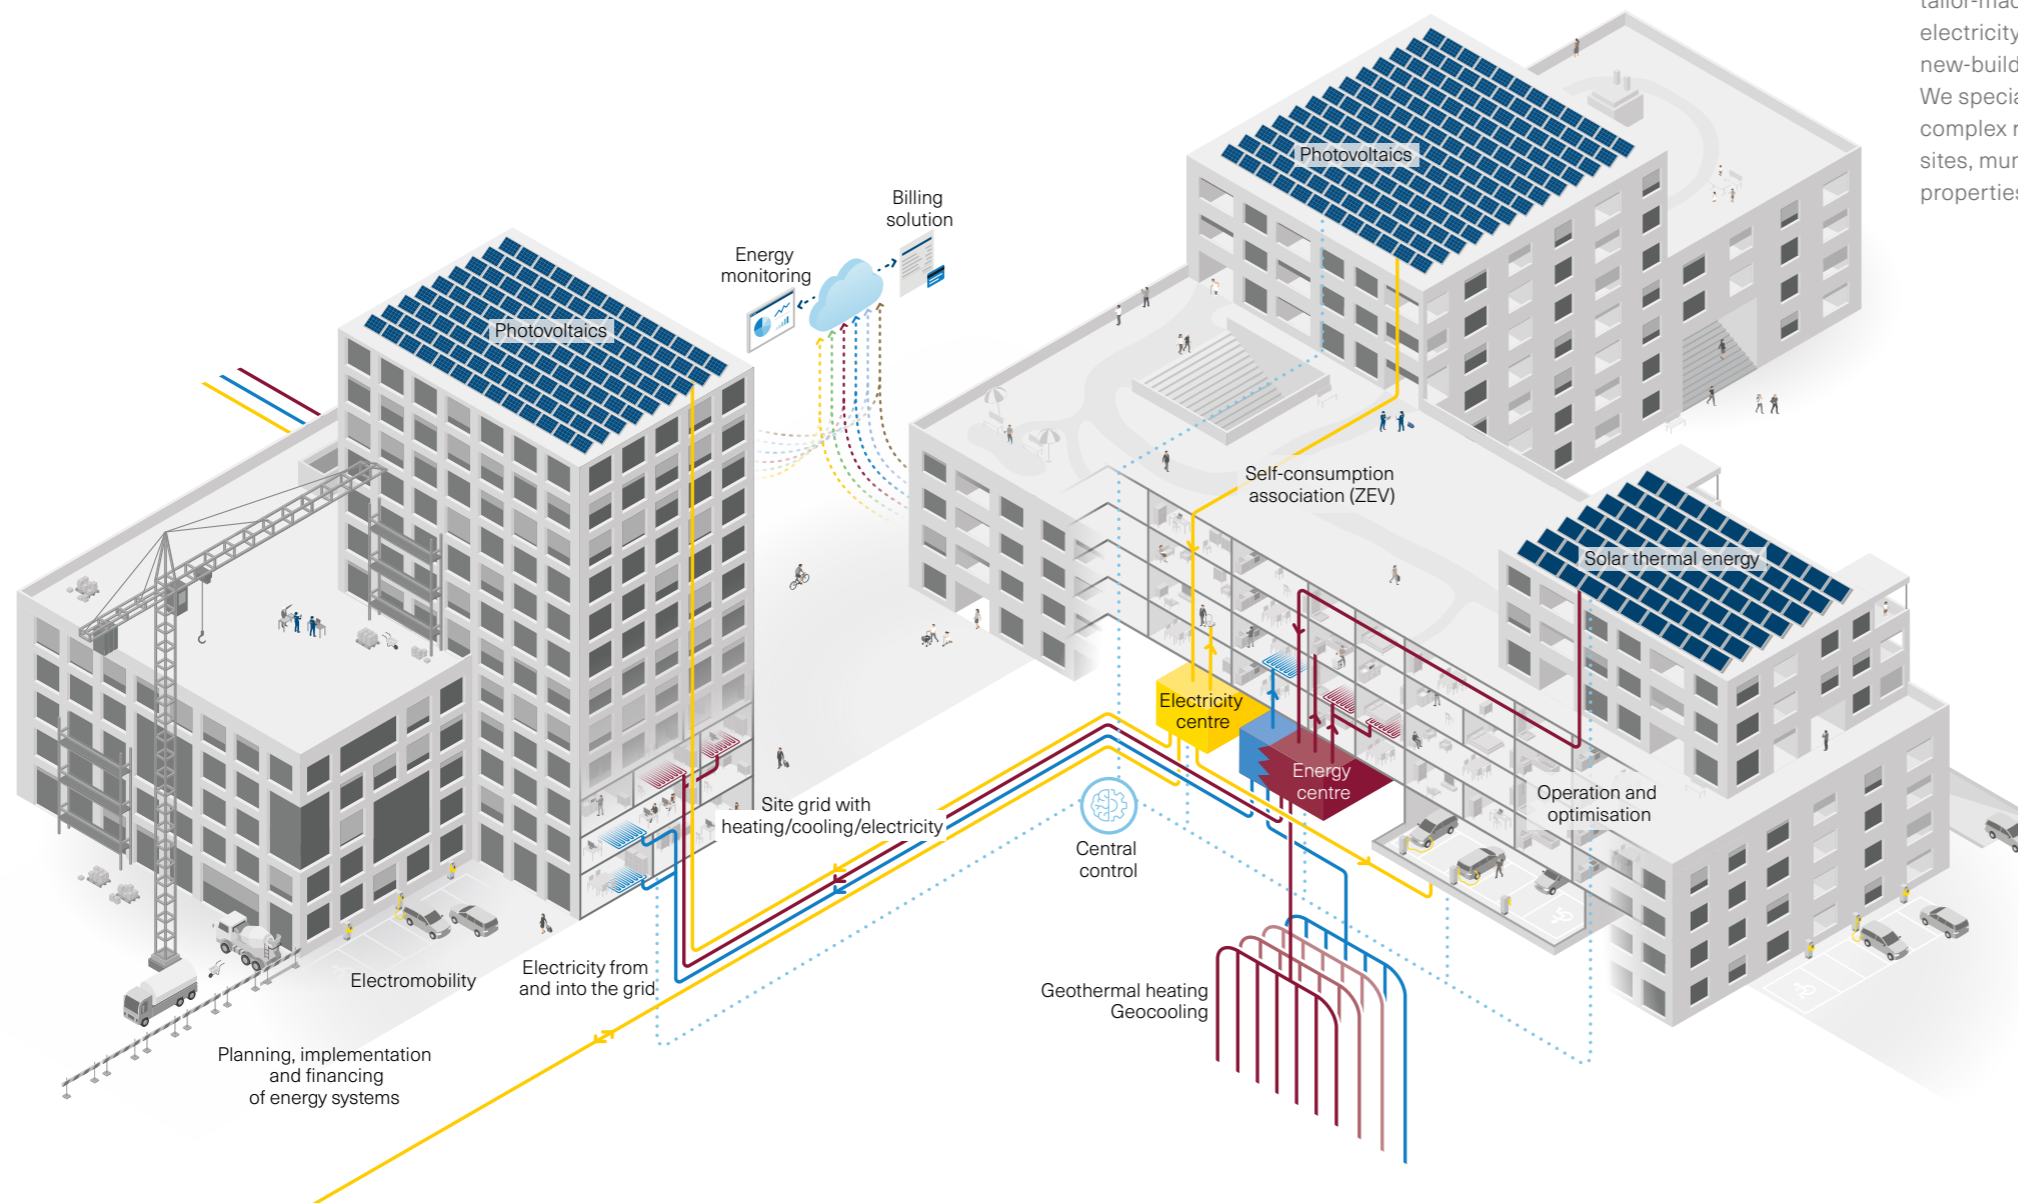 electricity
new-build
We
complex
sites,
properties
Photovoltaics
Billing
solution
Energy
monitoring
Photovoltaics
Self-consumption
association (ZEV)
Solar thermal energy
Electricity
centre
Energy
centre
Operation and
optimisation
Site grid with
heating/cooling/electricity
Central
control
Electromobility
Electricity from
and into the grid
Geothermal heating
Geocooling
Planning, implementation
and financing
of energy systems